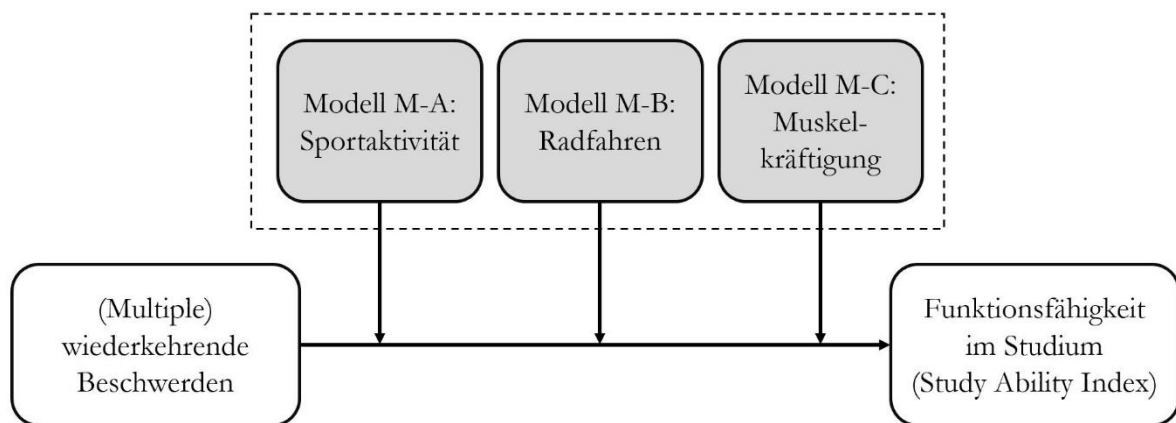 Modell M-A:
Sportaktivität
Modell M-B:
Radfahren
Modell M-C:
Muskel-
kräftigung
(Multiple)
wiederkehrende
Beschwerden
Funktionsfähigkeit
im Studium
(Study Ability Index)